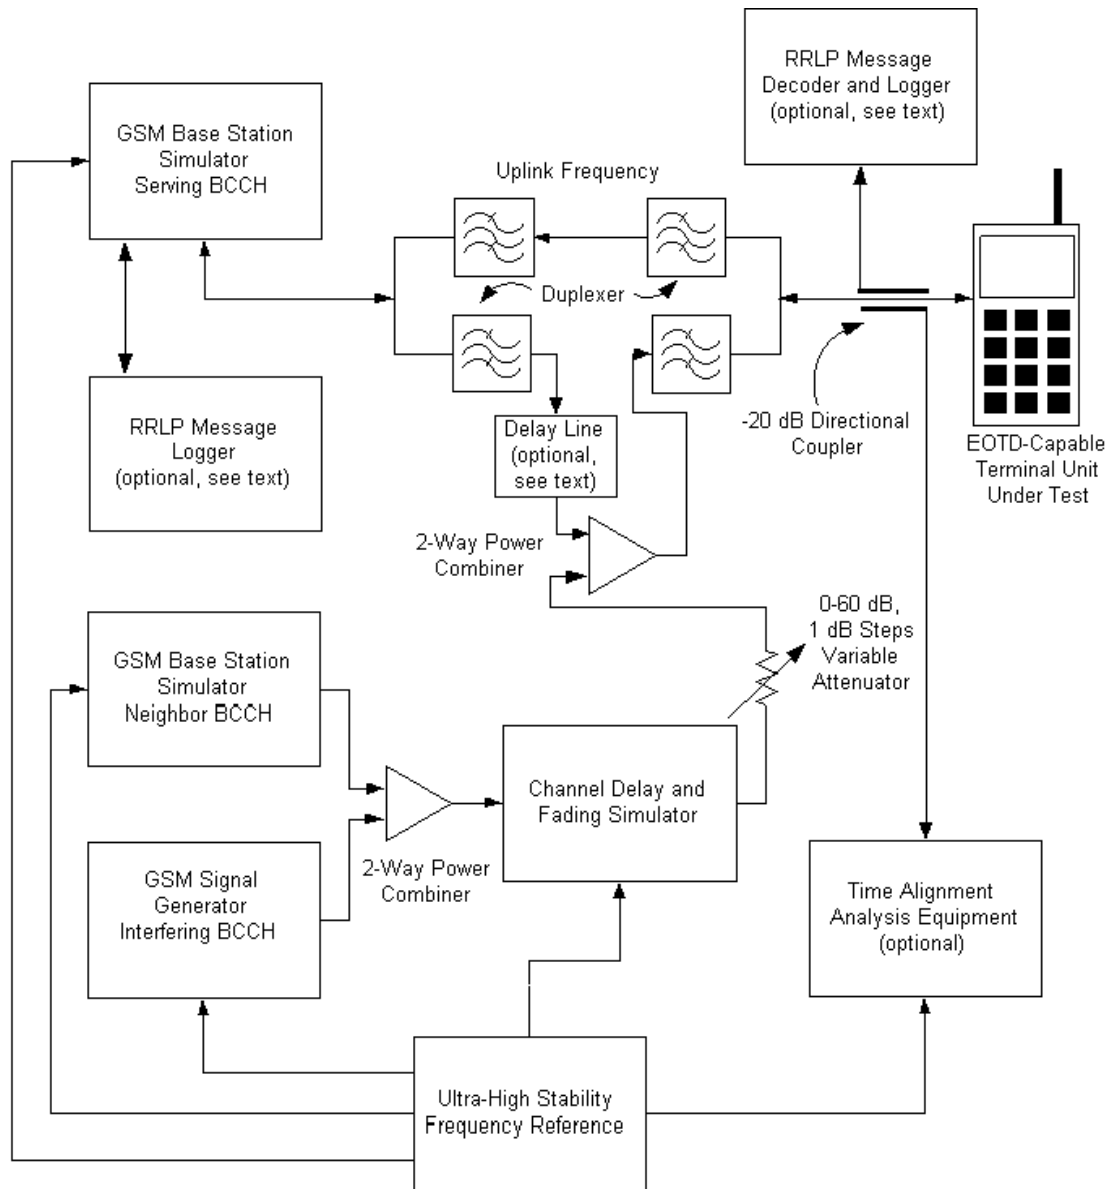 RRLP Message
Decoder and Logger
(optional, see text)
GSM Base Station
Simulator
Serving BCCH
Uplink Frequency
Duplexer
RRLP Message
Logger
(optional, see text)
Delay Line
(optional,
see text)
-20 dB Directional
Coupler
EOTD-Capable
Terminal Unit
Under Test
2-Way Power
Combiner
0-60 dB,
1 dB Steps
Variable
Attenuator
GSM Base Station
Simulator
Neighbor BCCH
Channel Delay and
Fading Simulator
GSM Signal
Generator
Interfering BCCH
2-Way Power
Combiner
Time Alignment
Analysis Equipment
(optional)
Ultra-High Stability
Frequency Reference